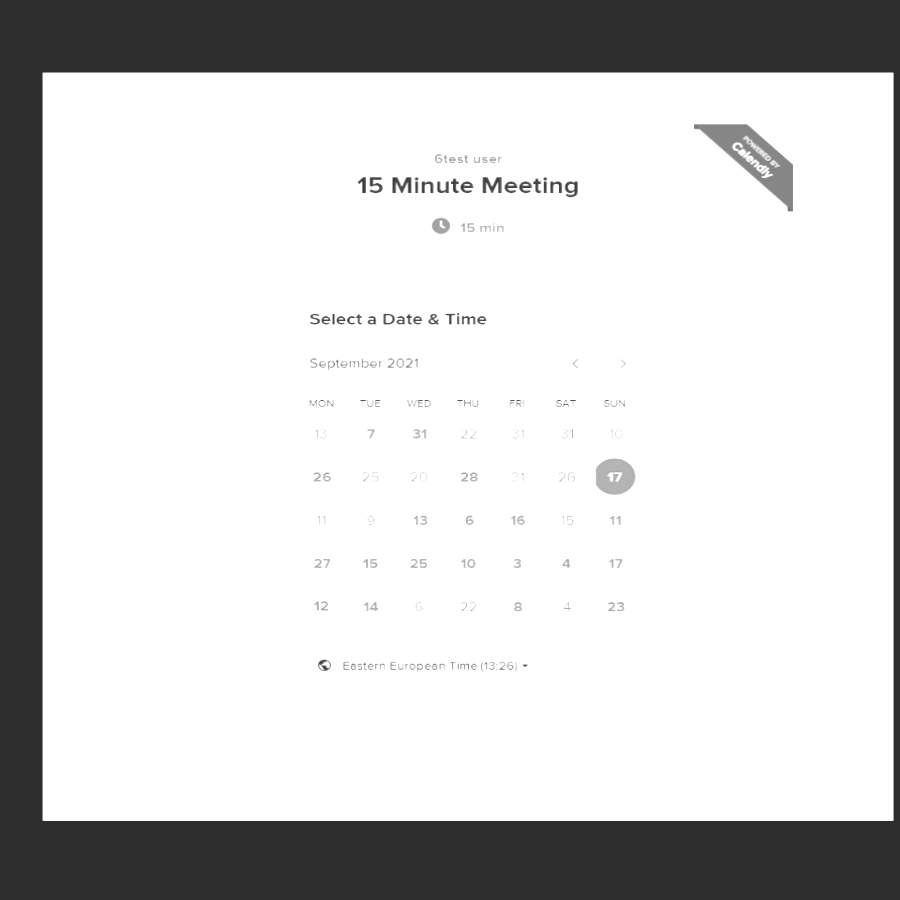 POWERED BY
Calendly
6test user
15 Minute Meeting
15 min
Select a Date & Time
September 2021
MON TUE WED THU FRI SAT SUN
13 7 31 22 31 31 10
26 25 20 28 31 26 17
11 9 13 6 16 15 11
27 15 25 10 3 4 17
12 14 6 22 8 4 23
Eastern European Time (13:26)